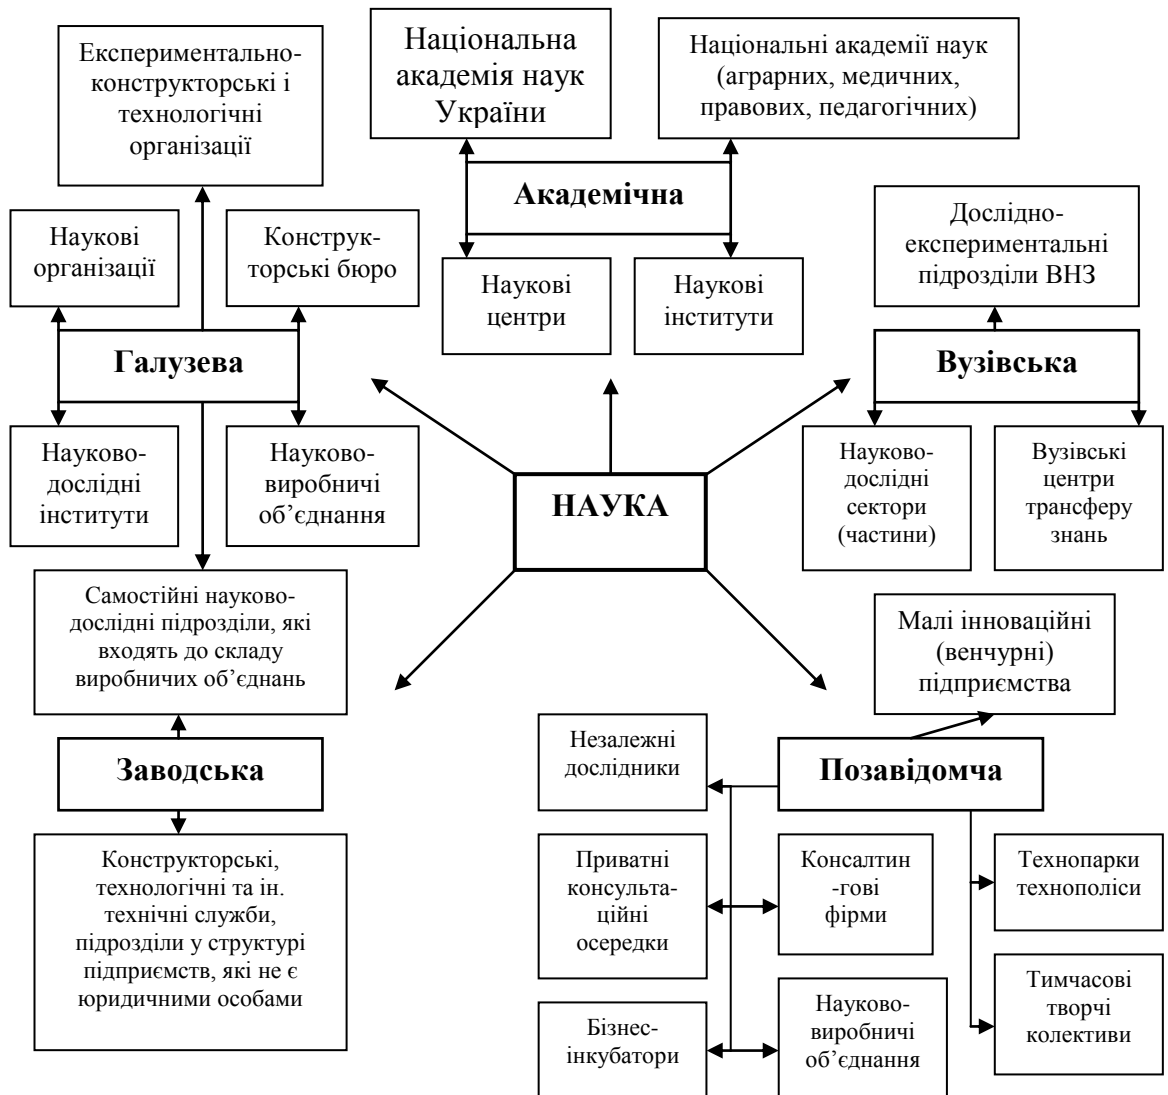 Експериментально-
конструкторські і
технологічні
організації
Національна
академія наук
України
Національні академії наук
(аграрних, медичних,
правових, педагогічних)
Академічна
Наукові
організації
Конструк-
торські бюро
Наукові
центри
Наукові
інститути
Дослідно-
експериментальні
підрозділи ВНЗ
Галузева
Вузівська
Науково-
дослідні
інститути
Науково-
виробничі
об’єднання
НАУКА
Науково-
дослідні
сектори
(частини)
Вузівські
центри
трансферу
знань
Самостійні науково-
дослідні підрозділи, які
входять до складу
виробничих об’єднань
Малі інноваційні
(венчурні)
підприємства
Заводська
Незалежні
дослідники
Позавідомча
Конструкторські,
технологічні та ін.
технічні служби,
підрозділи у структурі
підприємств, які не є
юридичними особами
Приватні
консульта-
ційні
осередки
Консалтин
-гові
фірми
Технопарки
технополіси
Бізнес-
інкубатори
Науково-
виробничі
об’єднання
Тимчасові
творчі
колективи